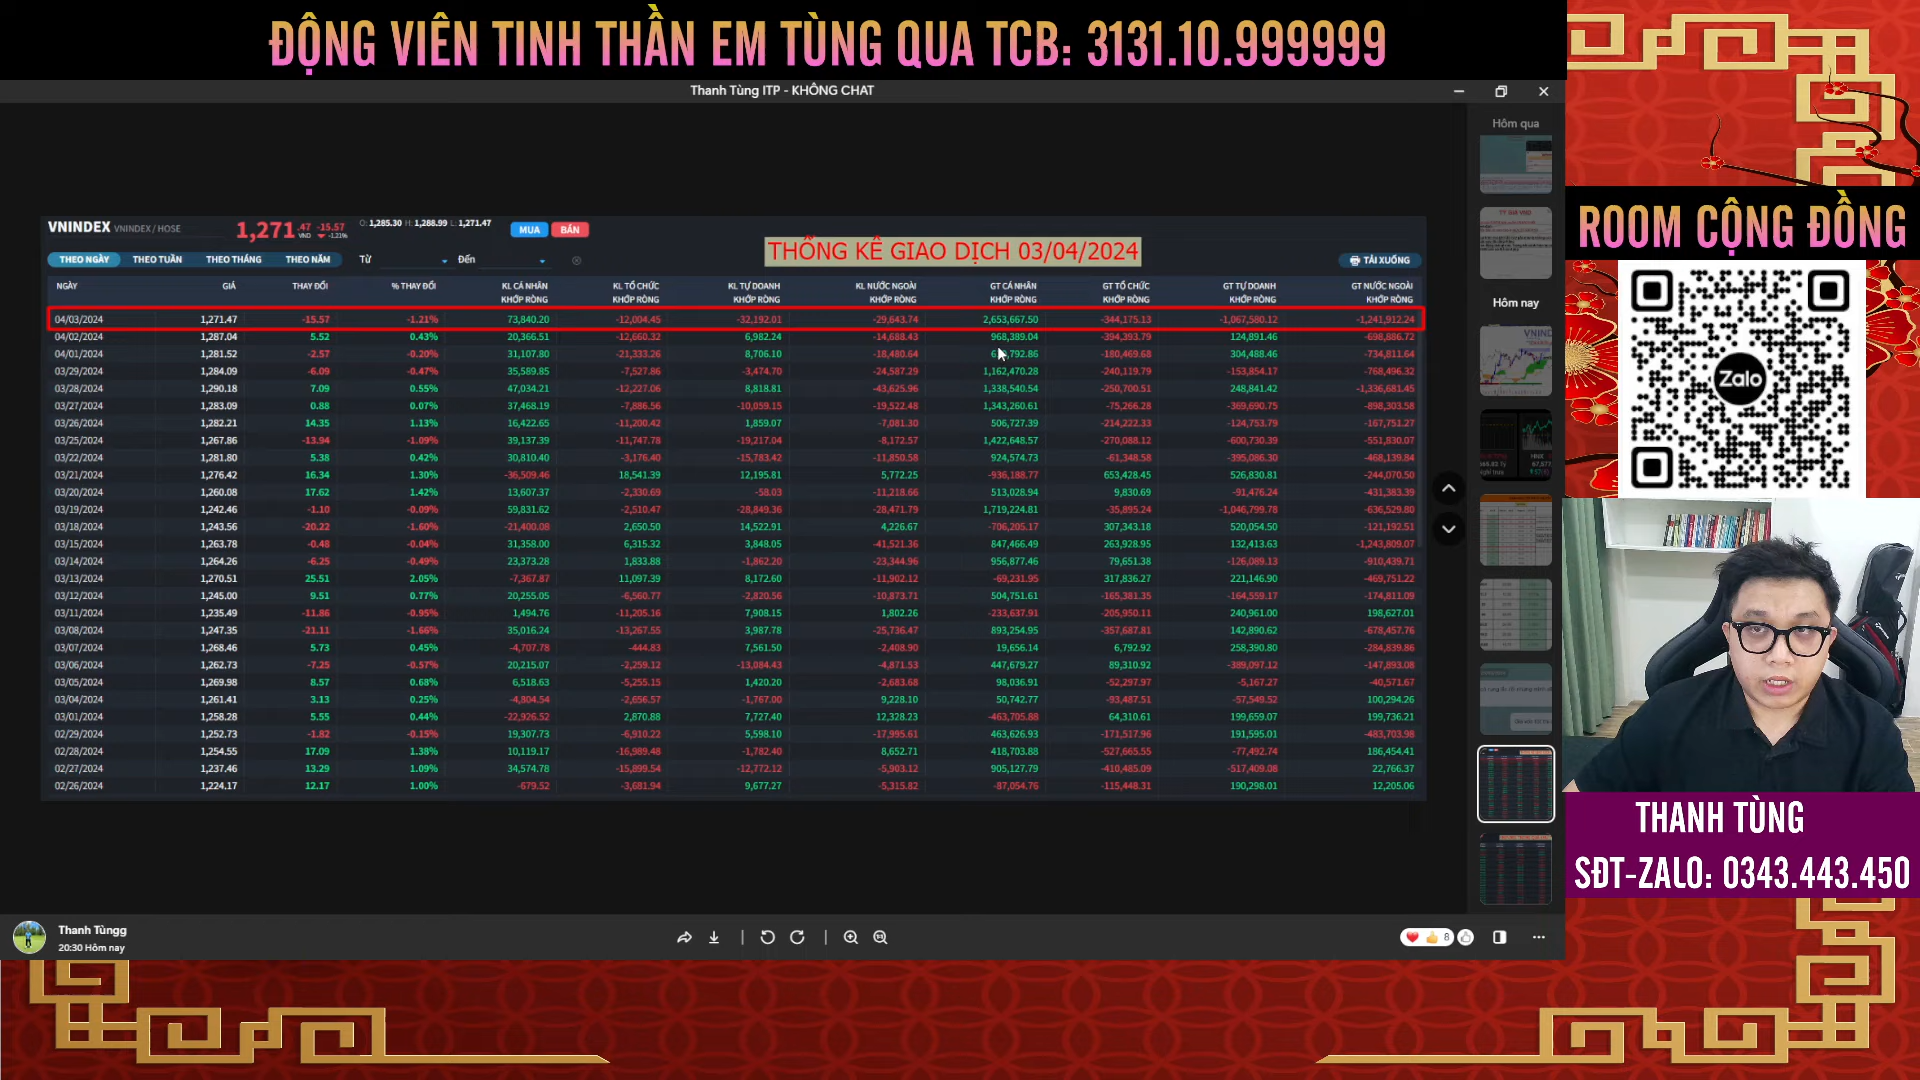 ĐỘNG VIÊN TINH THẦN EM TÙNG QUA TCB: 3131.10.999999
Thanh Tùng ITP - KHÔNG CHAT
Hôm qua
Hôm nay
VNINDEX VNINDEX / HOSE 1,271.47 VND -15.57 -1.21% O: 1,285.30 H: 1,288.99 L: 1,271.47 MUA BÁN
THỐNG KÊ GIAO DỊCH 03/04/2024
THEO NGÀY THEO TUẦN THEO THÁNG THEO NĂM Từ Đến TẢI XUỐNG
NGÀY GIÁ THAY ĐỔI % THAY ĐỔI KL CÁ NHÂN KHỚP RÒNG KL TỔ CHỨC KHỚP RÒNG KL TỰ DOANH KHỚP RÒNG KL NƯỚC NGOÀI KHỚP RÒNG GT CÁ NHÂN KHỚP RÒNG GT TỔ CHỨC KHỚP RÒNG GT TỰ DOANH KHỚP RÒNG GT NƯỚC NGOÀI KHỚP RÒNG
04/03/2024 1,271.47 -15.57 -1.21% 73,840.20 -12,004.45 -32,192.01 -29,643.74 2,653,667.50 -344,175.13 -1,067,580.12 -1,241,912.24
04/02/2024 1,287.04 5.52 0.43% 20,366.51 -12,660.32 6,982.24 -14,688.43 968,389.04 -394,393.79 124,891.46 -698,886.72
04/01/2024 1,281.52 -2.57 -0.20% 31,107.80 -21,333.26 8,706.10 -18,480.64 -180,469.68 304,488.46 -734,811.64
03/29/2024 1,284.09 -6.09 -0.47% 35,589.85 -7,527.86 -3,474.70 -24,587.29 1,162,470.28 -240,119.79 -153,854.17 -768,496.32
03/28/2024 1,290.18 7.09 0.55% 47,034.21 -12,227.06 8,818.81 -43,625.96 1,338,540.54 -250,700.51 248,841.42 -1,336,681.45
03/27/2024 1,283.09 0.88 0.07% 37,468.19 -7,886.56 -10,059.15 -19,522.48 1,343,260.61 -75,266.28 -369,690.75 -898,303.58
03/26/2024 1,282.21 14.35 1.13% 16,422.65 -11,200.42 1,859.07 -7,081.30 506,727.39 -214,222.33 -124,753.79 -167,751.27
03/25/2024 1,267.86 -13.94 -1.09% 39,137.39 -11,747.78 -19,217.04 -8,172.57 1,422,648.57 -270,088.12 -600,730.39 -551,830.07
03/22/2024 1,281.80 5.38 0.42% 30,810.40 -3,176.40 -15,783.42 -11,850.58 924,574.73 -61,348.58 -395,086.30 -468,139.84
03/21/2024 1,276.42 16.34 1.30% -36,509.46 18,541.39 12,195.81 5,772.25 -936,188.77 653,428.45 526,830.81 -244,070.50
03/20/2024 1,260.08 17.62 1.42% 13,607.37 -2,330.69 -58.03 -11,218.66 513,028.94 9,830.69 -91,476.24 -431,383.39
03/19/2024 1,242.46 -1.10 -0.09% 59,831.62 -2,510.47 -28,849.36 -28,471.79 1,719,224.81 -35,895.24 -1,046,799.78 -636,529.80
03/18/2024 1,243.56 -20.22 -1.60% -21,400.08 2,650.50 14,522.91 4,226.67 -706,205.17 307,343.18 520,054.50 -121,192.51
03/15/2024 1,263.78 -0.48 -0.04% 31,358.00 6,315.32 3,848.05 -41,521.36 847,466.49 263,928.95 132,413.63 -1,243,809.07
03/14/2024 1,264.26 -6.25 -0.49% 23,373.28 1,833.88 -1,862.20 -23,344.96 956,877.46 79,651.38 -126,089.13 -910,439.71
03/13/2024 1,270.51 25.51 2.05% -7,367.87 11,097.39 8,172.60 -11,902.12 -69,231.95 317,836.27 221,146.90 -469,751.22
03/12/2024 1,245.00 9.51 0.77% 20,255.05 -6,560.77 -2,820.56 -10,873.71 504,751.61 -165,381.35 -164,559.17 -174,811.09
03/11/2024 1,235.49 -11.86 -0.95% 1,494.76 -11,205.16 7,908.15 1,802.26 -233,637.91 -205,950.11 240,961.00 198,627.01
03/08/2024 1,247.35 -21.11 -1.66% 35,016.24 -13,267.55 3,987.78 -25,736.47 893,254.95 -357,687.81 142,890.62 -678,457.76
03/07/2024 1,268.46 5.73 0.45% -4,707.78 -444.83 7,561.50 -2,408.90 19,656.14 6,792.92 258,390.80 -284,839.86
03/06/2024 1,262.73 -7.25 -0.57% 20,215.07 -2,259.12 -13,084.43 -4,871.53 447,679.27 89,310.92 -389,097.12 -147,893.08
03/05/2024 1,269.98 8.57 0.68% 6,518.63 -5,255.15 1,420.20 -2,683.68 98,036.91 -52,297.97 -5,167.27 -40,571.67
03/04/2024 1,261.41 3.13 0.25% -4,804.54 -2,656.57 -1,767.00 9,228.10 50,742.77 -93,487.51 -57,549.52 100,294.26
03/01/2024 1,258.28 5.55 0.44% -22,926.52 2,870.88 7,727.40 12,328.23 -463,705.88 64,310.61 199,659.07 199,736.21
02/29/2024 1,252.73 -1.82 -0.15% 19,307.73 -6,910.22 5,598.10 -17,995.61 463,626.93 -171,517.96 191,595.01 -483,703.98
02/28/2024 1,254.55 17.09 1.38% 10,119.17 -16,989.48 -1,782.40 8,652.71 418,703.88 -527,665.55 -77,492.74 186,454.41
02/27/2024 1,237.46 13.29 1.09% 34,574.78 -15,899.54 -12,772.12 -5,903.12 905,127.79 -410,485.09 -517,409.08 22,766.37
02/26/2024 1,224.17 12.17 1.00% -679.52 -3,681.94 9,677.27 -5,315.82 -87,054.76 -115,448.31 190,298.01 12,205.06
Thanh Tùngg
20:30 Hôm nay
8
ROOM CỘNG ĐỒNG
Zalo
THANH TÙNG
SĐT-ZALO: 0343.443.450